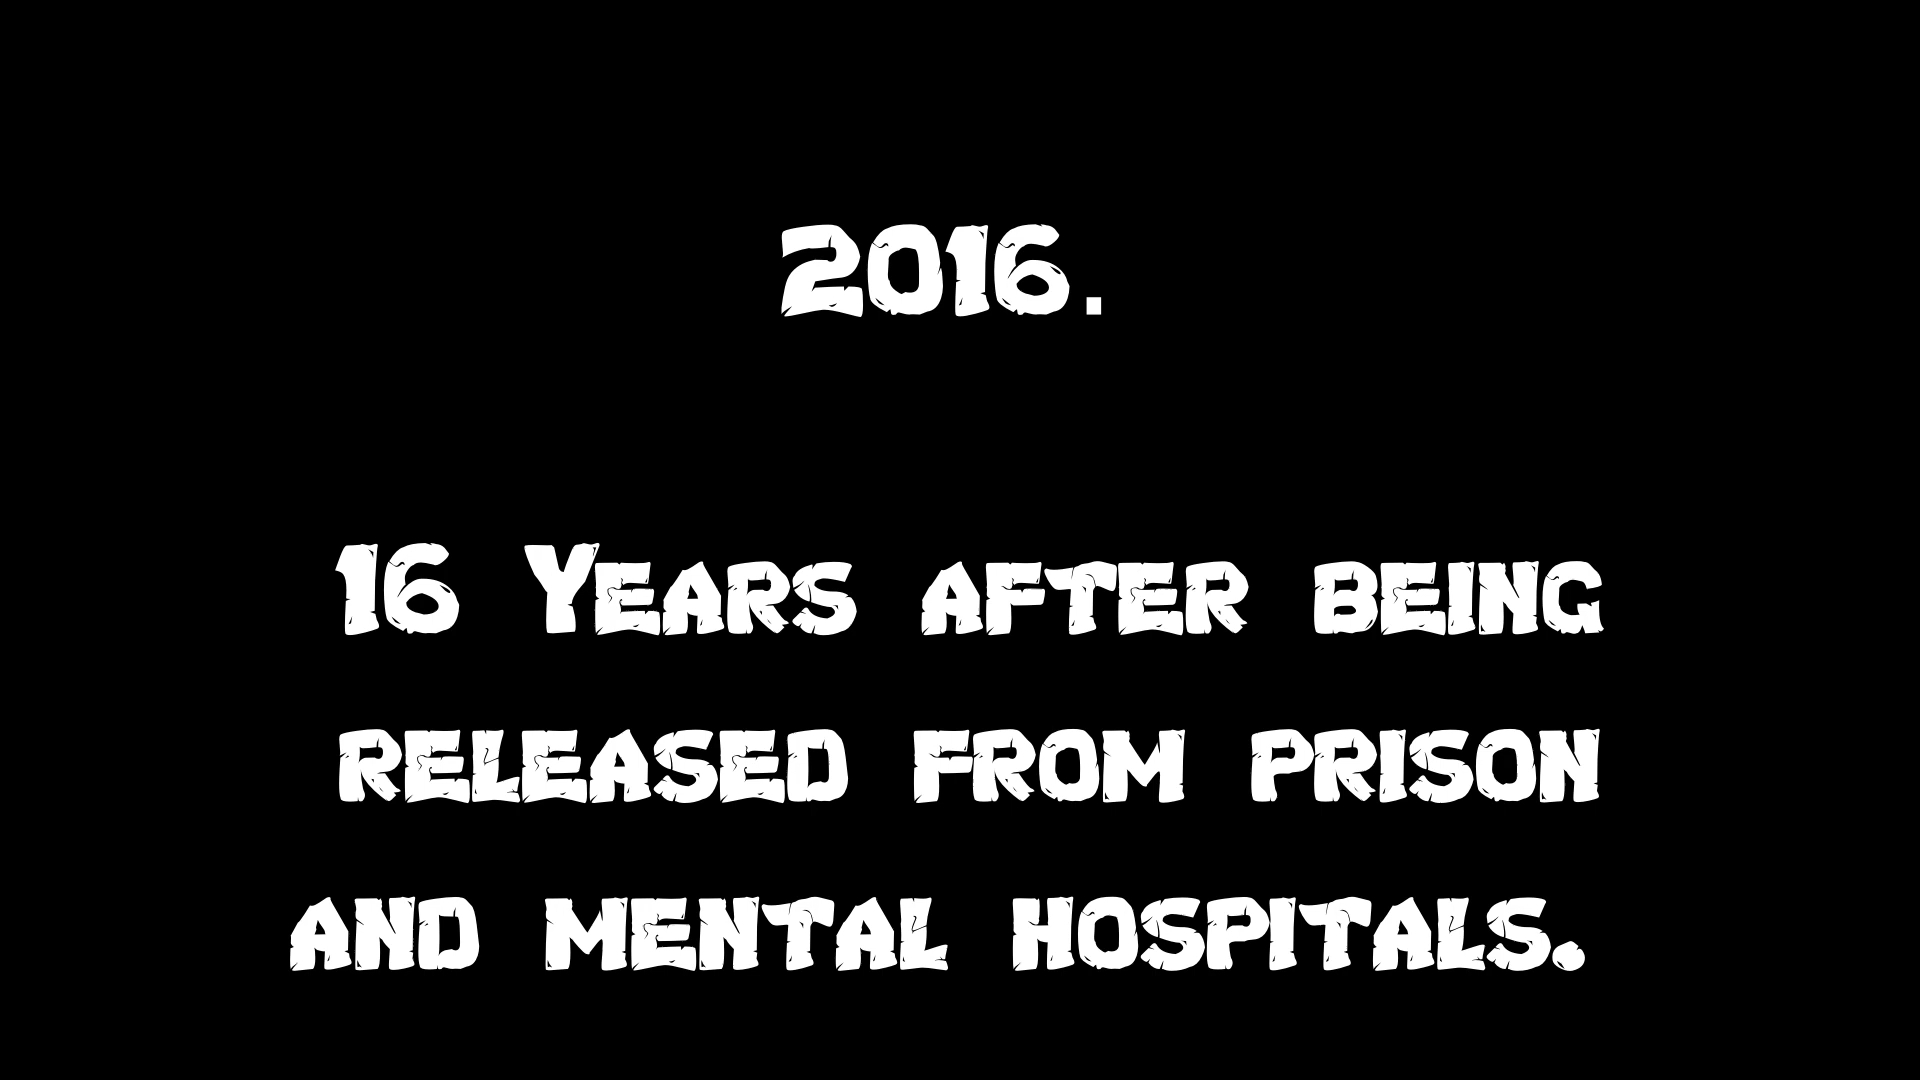 2016.
16 Years after being
released from prison
and mental hospitals.